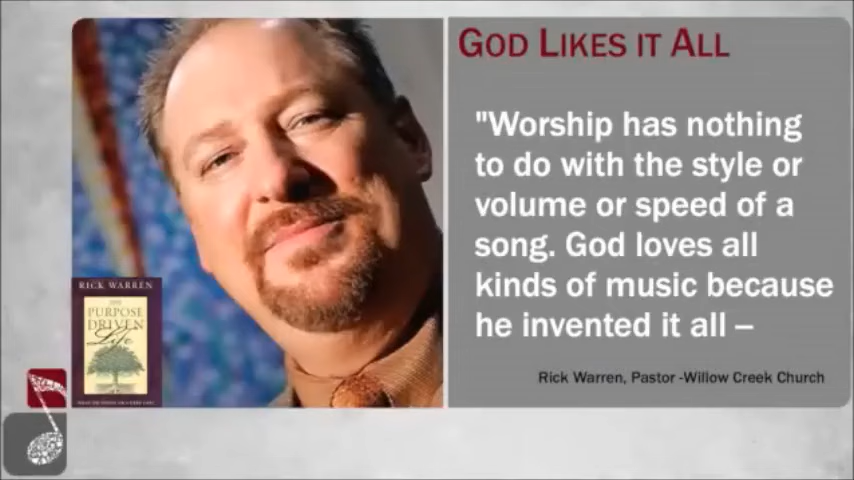 GOD LIKES IT ALL
"Worship has nothing
to do with the style or
volume or speed of a
song. God loves all
kinds of music because
he invented it all –
Rick Warren, Pastor -Willow Creek Church
RICK WARREN
THE
PURPOSE
DRIVEN
Life